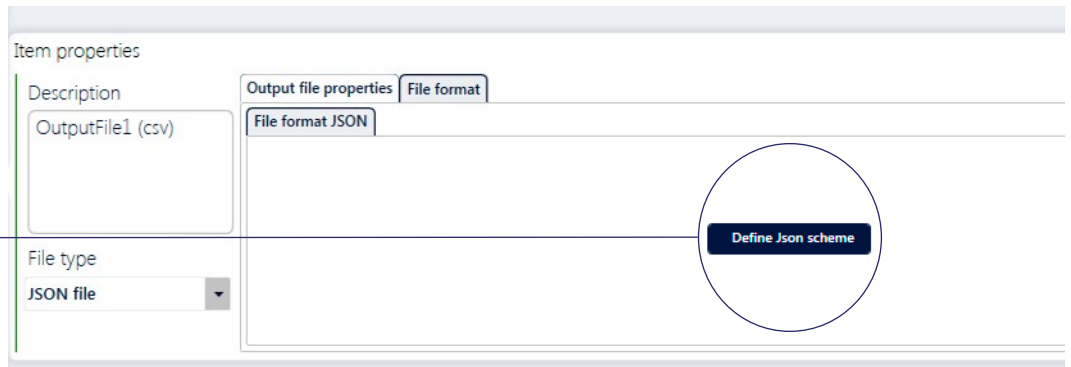 Item properties
Description
OutputFile1 (csv)
File type
JSON file
Output file properties
File format
File format JSON
Define Json scheme